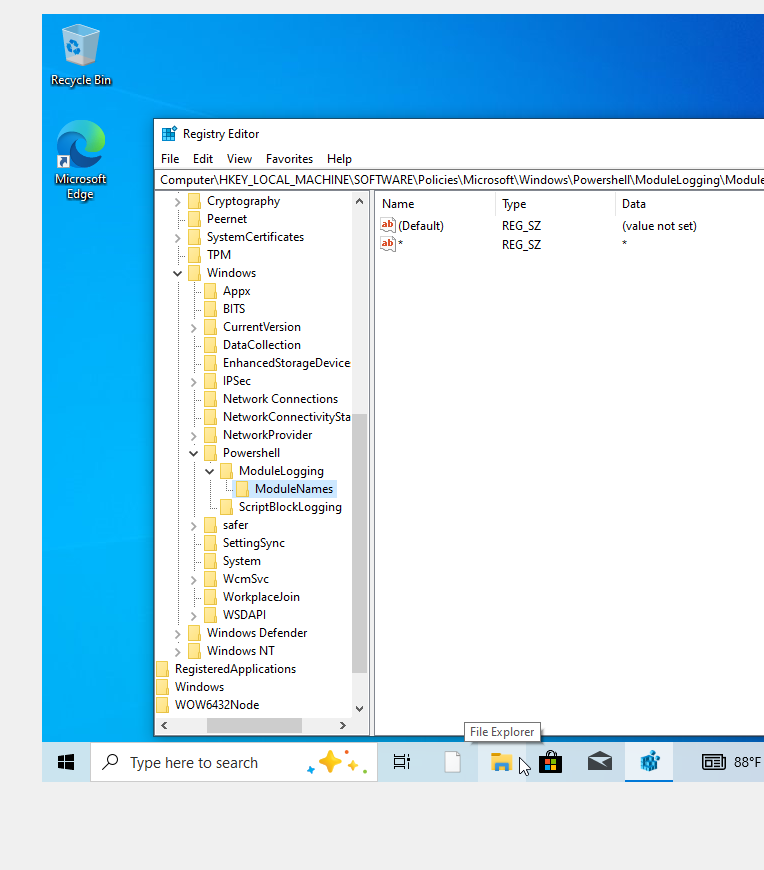 Recycle Bin
Microsoft
Edge
Registry Editor
File Edit View Favorites Help
Computer\HKEY_LOCAL_MACHINE\SOFTWARE\Policies\Microsoft\Windows\Powershell\ModuleLogging\Module
Name Type Data
Cryptography
Peernet
SystemCertificates
TPM
Windows
Appx
BITS
CurrentVersion
DataCollection
EnhancedStorageDevice
IPSec
Network Connections
NetworkConnectivitySta
NetworkProvider
Powershell
ModuleLogging
ModuleNames
ScriptBlockLogging
safer
SettingSync
System
WcmSvc
WorkplaceJoin
WSDAPI
Windows Defender
Windows NT
RegisteredApplications
Windows
WOW6432Node
ab (Default) REG_SZ (value not set)
ab * REG_SZ *
File Explorer
Type here to search
88°F